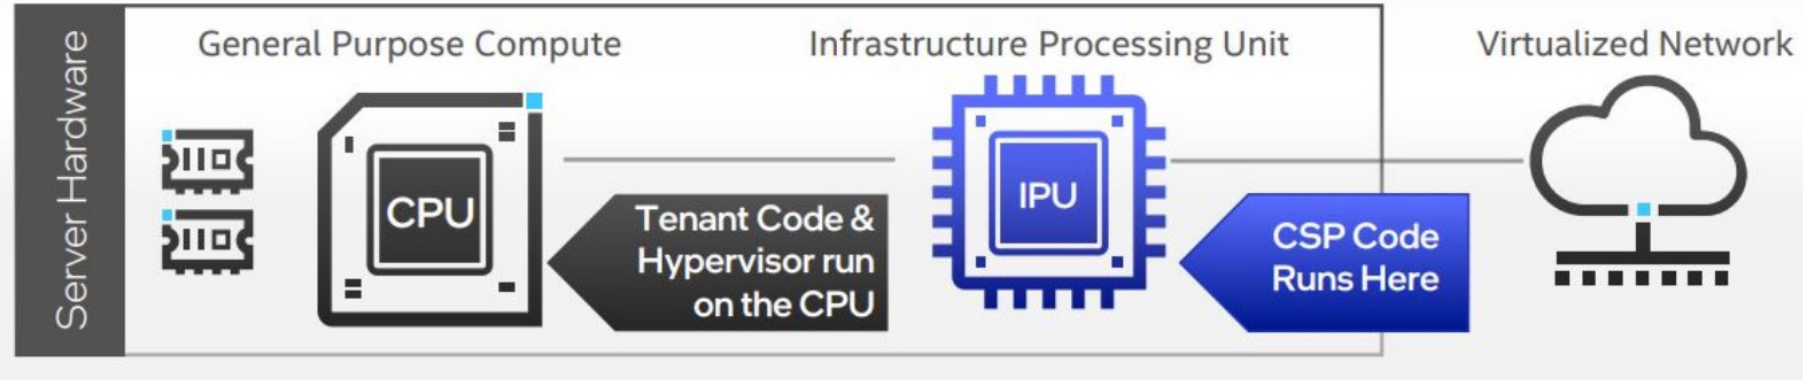 Server Hardware
General Purpose Compute
Infrastructure Processing Unit
Virtualized Network
CPU
Tenant Code &
Hypervisor run
on the CPU
IPU
CSP Code
Runs Here